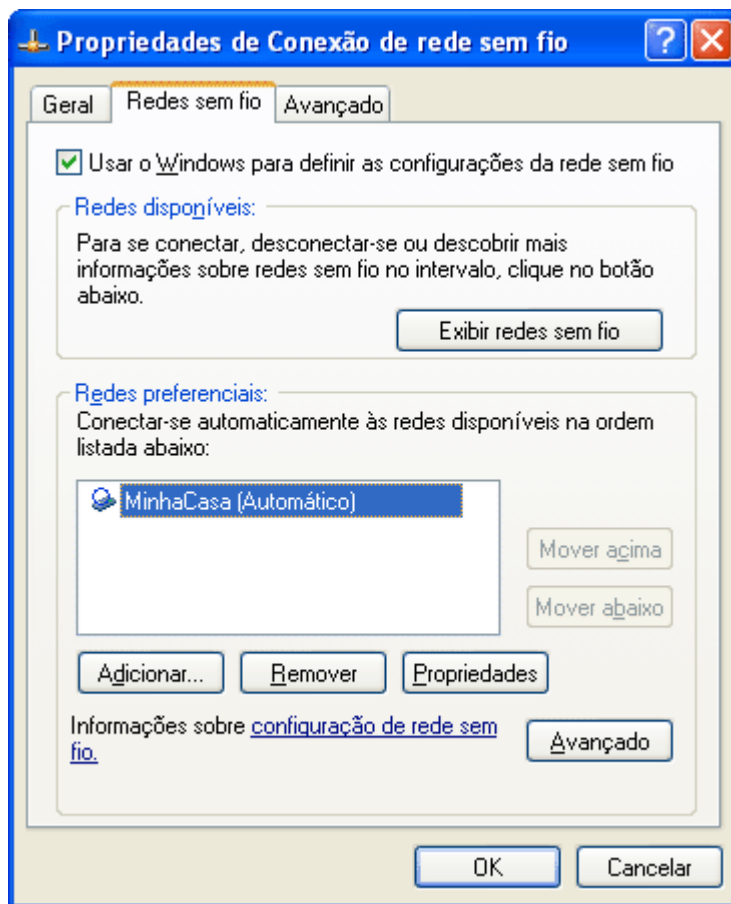 Propriedades de Conexão de rede sem fio
Geral
Redes sem fio
Avançado
Usar o Windows para definir as configurações da rede sem fio
Redes disponíveis:
Para se conectar, desconectar-se ou descobrir mais
informações sobre redes sem fio no intervalo, clique no botão
abaixo.
Exibir redes sem fio
Redes preferenciais:
Conectar-se automaticamente às redes disponíveis na ordem
listada abaixo:
MinhaCasa (Automático)
Mover acima
Mover abaixo
Adicionar...
Remover
Propriedades
Informações sobre configuração de rede sem
fio.
Avançado
OK
Cancelar